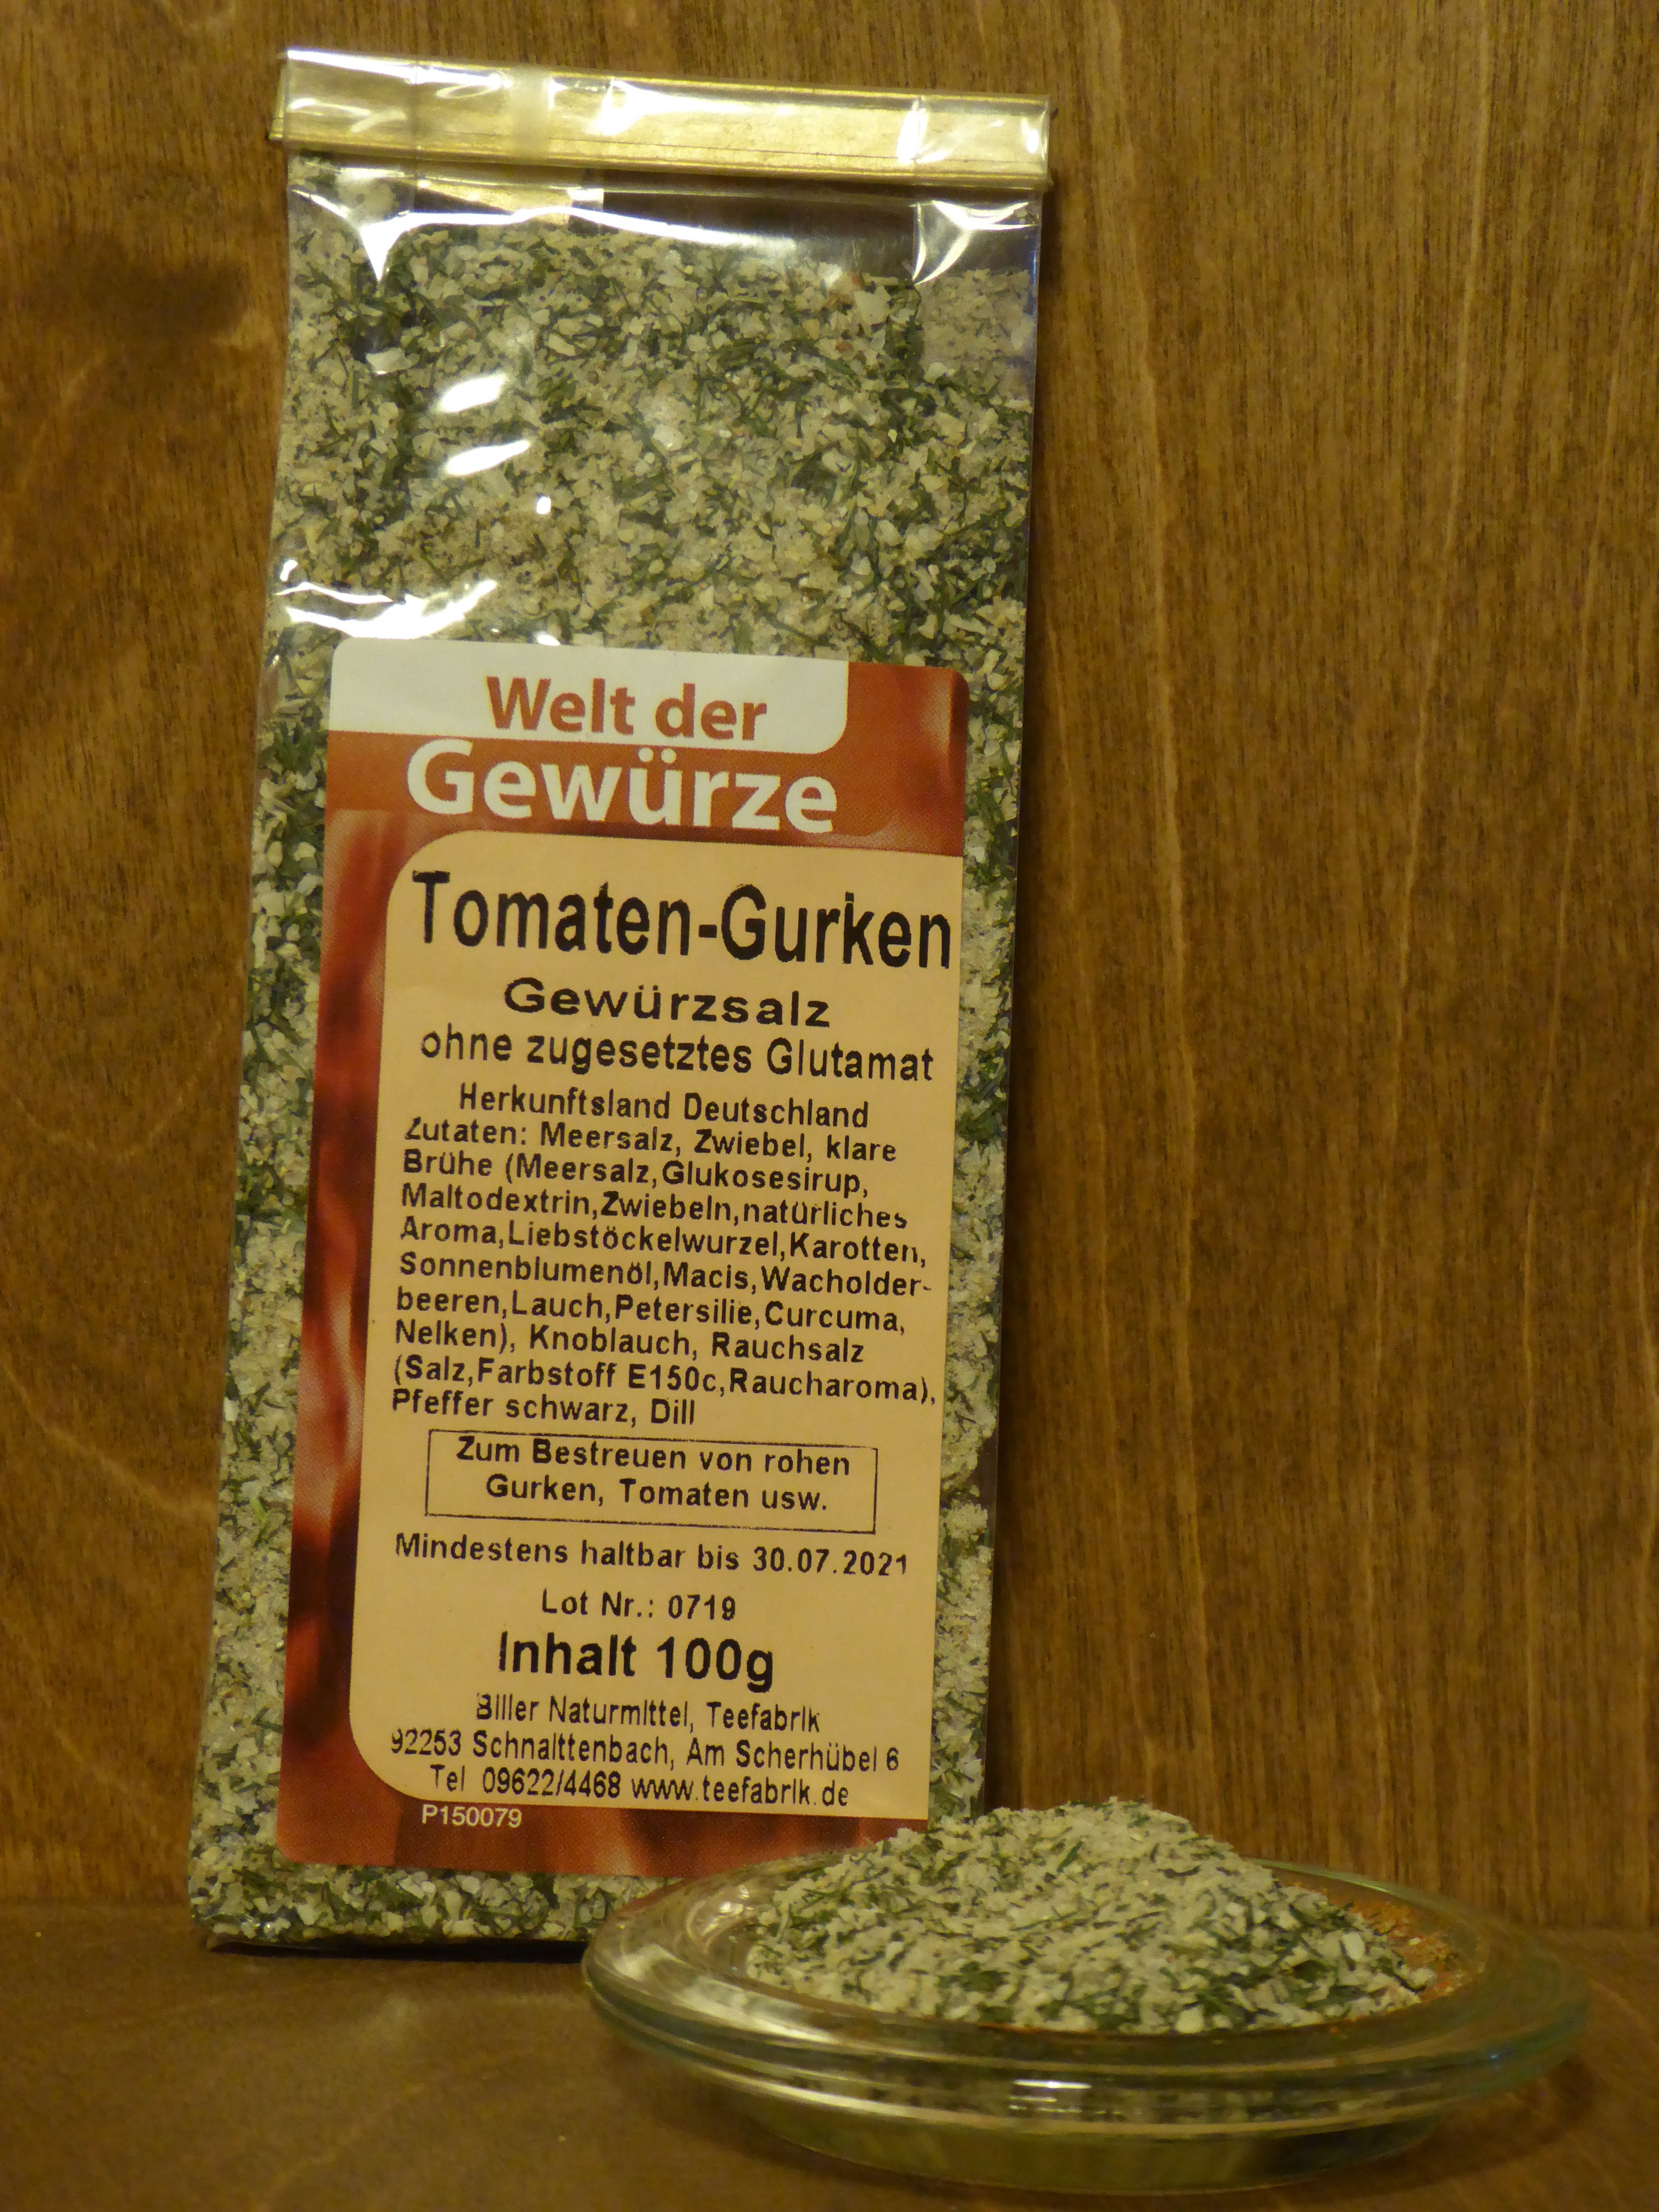 Welt der
Gewürze
Tomaten-Gurken
Gewürzsalz
ohne zugesetztes Glutamat
Herkunftsland Deutschland
Zutaten: Meersalz, Zwiebel, klare
Brühe (Meersalz,Glukosesirup,
Maltodextrin,Zwiebeln,natürliches
Aroma,Liebstöckelwurzel,Karotten,
Sonnenblumenöl,Macis,Wacholder-
beeren,Lauch,Petersilie,Curcuma,
Nelken), Knoblauch, Rauchsalz
(Salz,Farbstoff E150c,Raucharoma),
Pfeffer schwarz, Dill
Zum Bestreuen von rohen
Gurken, Tomaten usw.
Mindestens haltbar bis 30.07.2021
Lot Nr.: 0719
Inhalt 100g
Biller Naturmittel, Teefabrik
92253 Schnaittenbach, Am Scherhübel 6
Tel 09622/4468 www.teefabrik.de
P150079